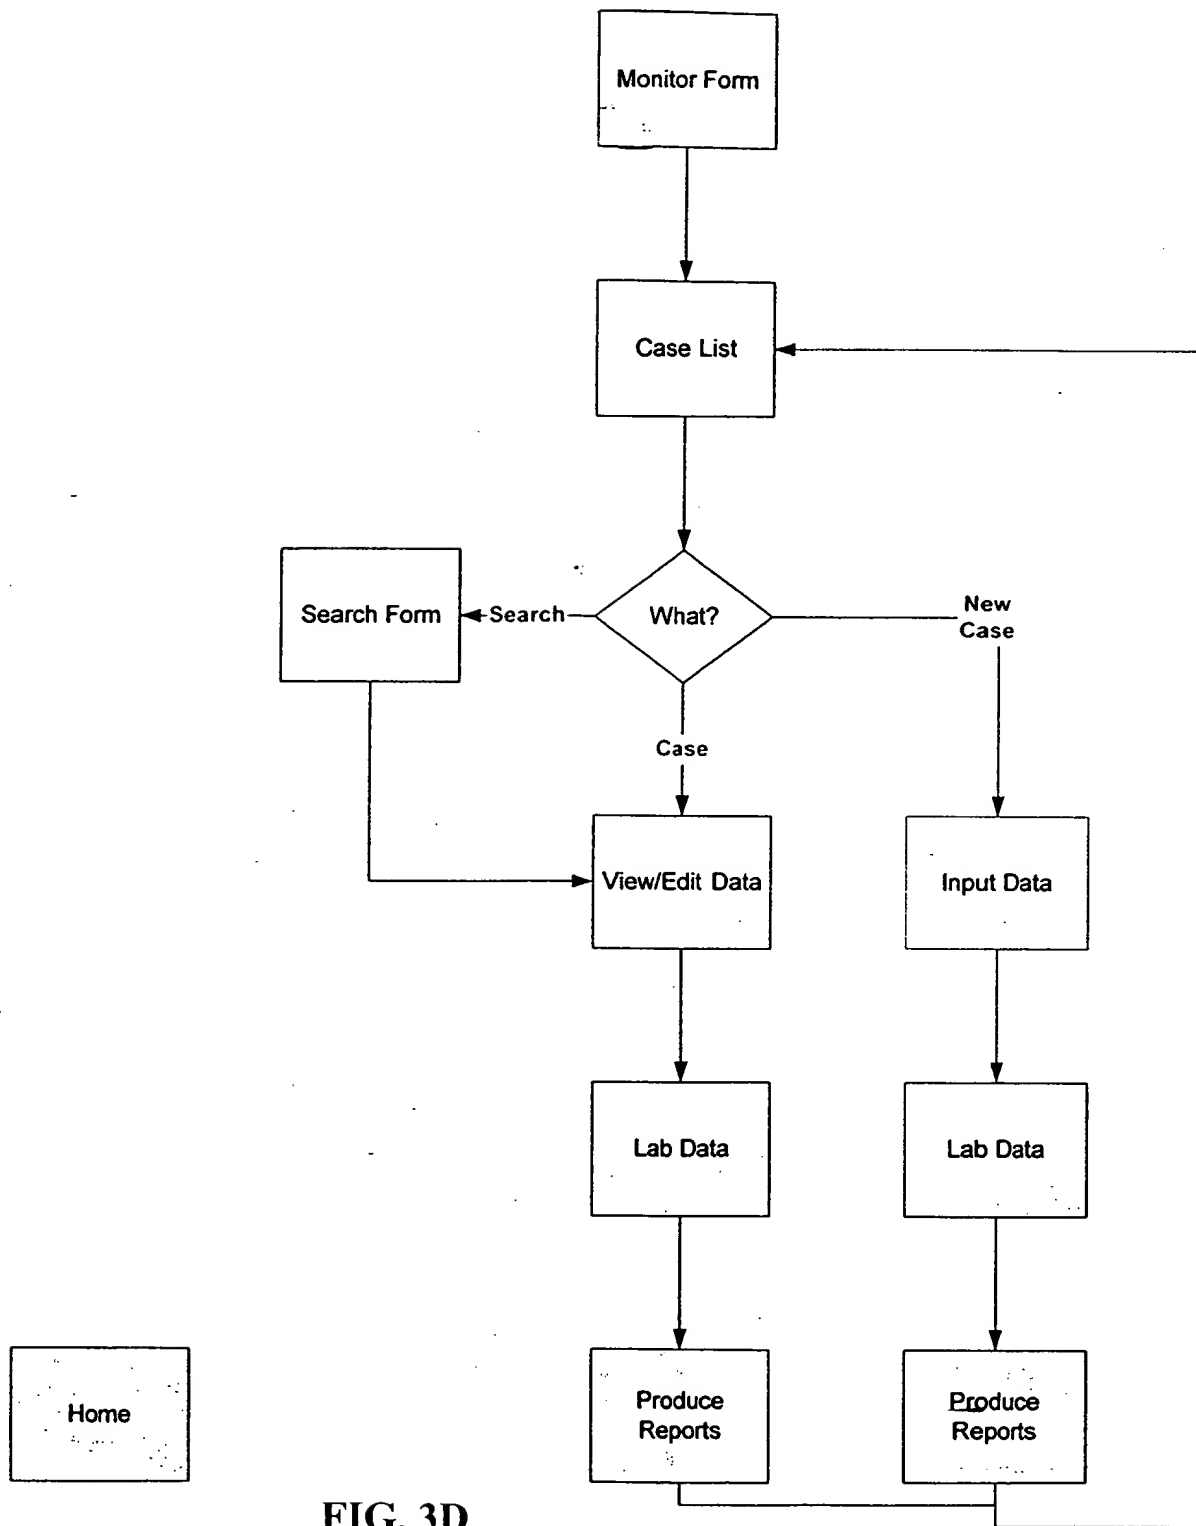 Monitor Form
Case List
Search Form
Search
What?
New
Case
Case
View/Edit Data
Input Data
Lab Data
Lab Data
Home
Produce
Reports
Produce
Reports
FIG. 3D